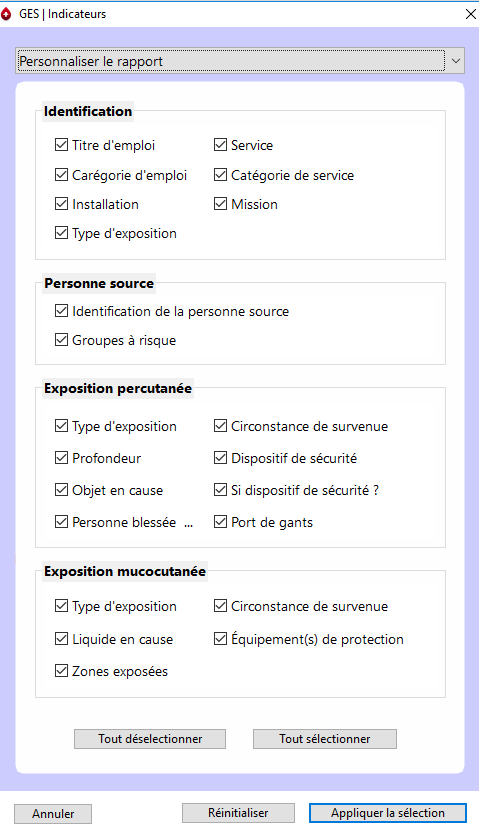 GES | Indicateurs
Personnaliser le rapport
Identification
Titre d'emploi Service
Carégorie d'emploi Catégorie de service
Installation Mission
Type d'exposition
Personne source
Identification de la personne source
Groupes à risque
Exposition percutanée
Type d'exposition Circonstance de survenue
Profondeur Dispositif de sécurité
Objet en cause Si dispositif de sécurité ?
Personne blessée ... Port de gants
Exposition mucocutanée
Type d'exposition Circonstance de survenue
Liquide en cause Équipement(s) de protection
Zones exposées
Tout déselectionner Tout sélectionner
Annuler Réinitialiser Appliquer la sélection